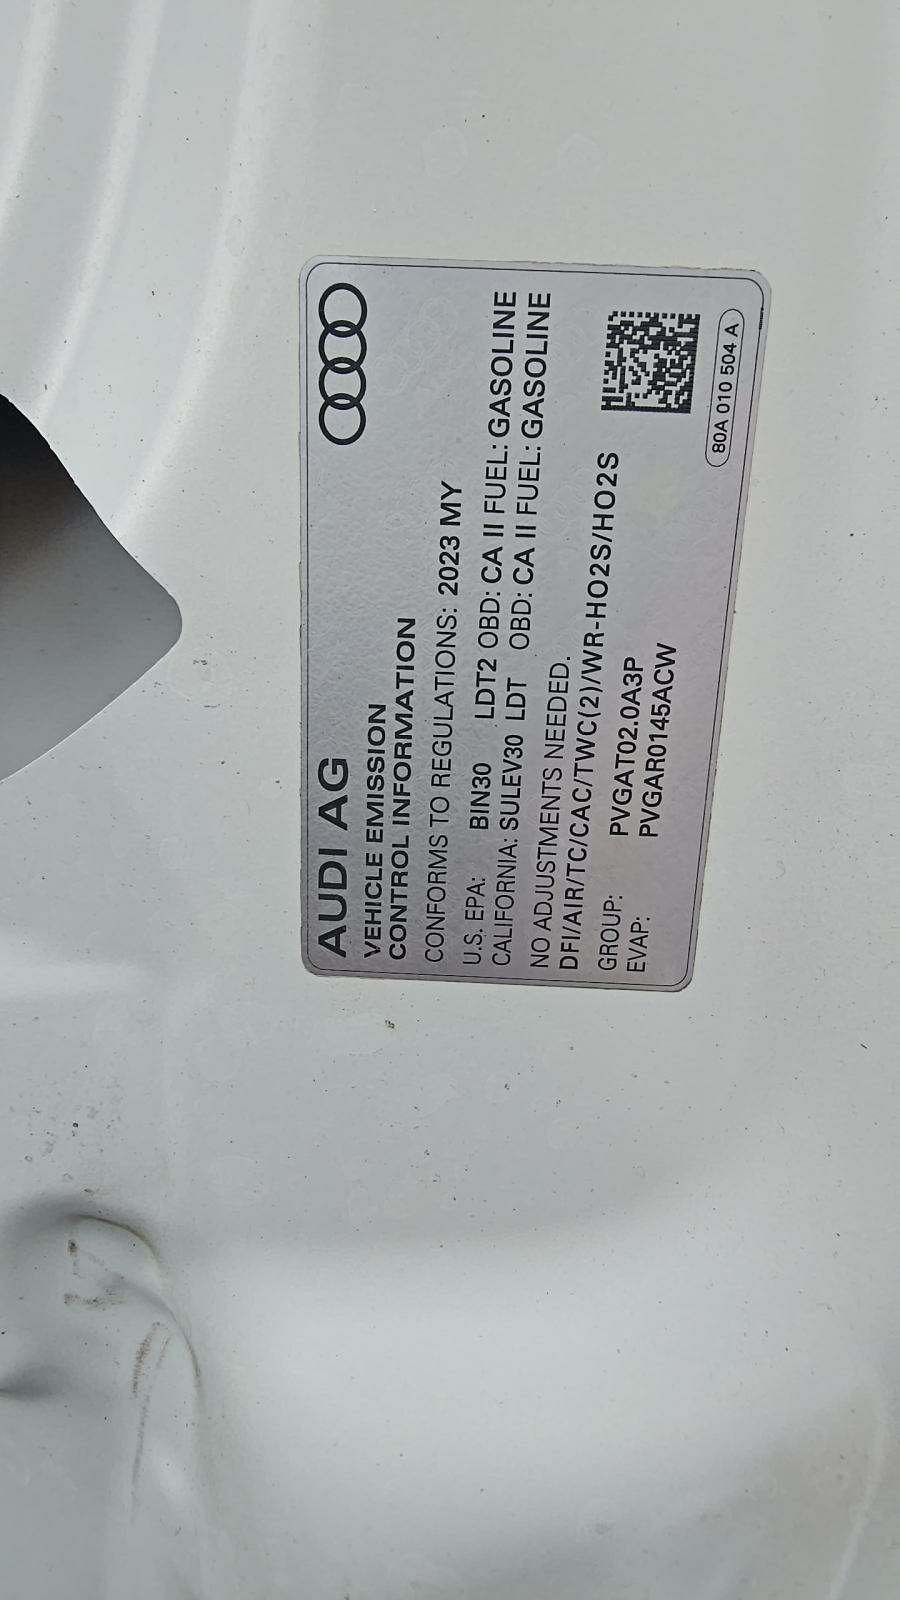 AUDI AG
VEHICLE EMISSION
CONTROL INFORMATION
CONFORMS TO REGULATIONS: 2023 MY
U.S. EPA: BIN30 LDT2 OBD: CA II FUEL: GASOLINE
CALIFORNIA: SULEV30 LDT OBD: CA II FUEL: GASOLINE
NO ADJUSTMENTS NEEDED.
DFI/AIR/TC/CAC/TWC(2)/WR-HO2S/HO2S
GROUP: PVGAT02.0A3P
EVAP: PVGAR0145ACW
80A 010 504 A